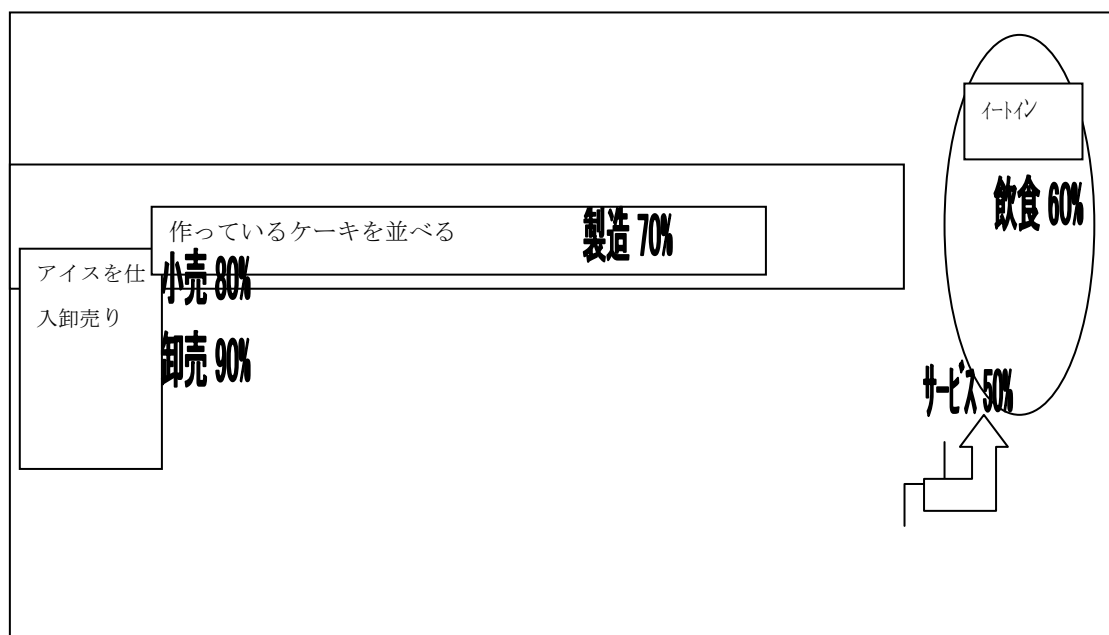 イートイン
飲食 60%
作っているケーキを並べる
製造 70%
アイスを仕
入卸売り
小売 80%
卸売 90%
サービス 50%